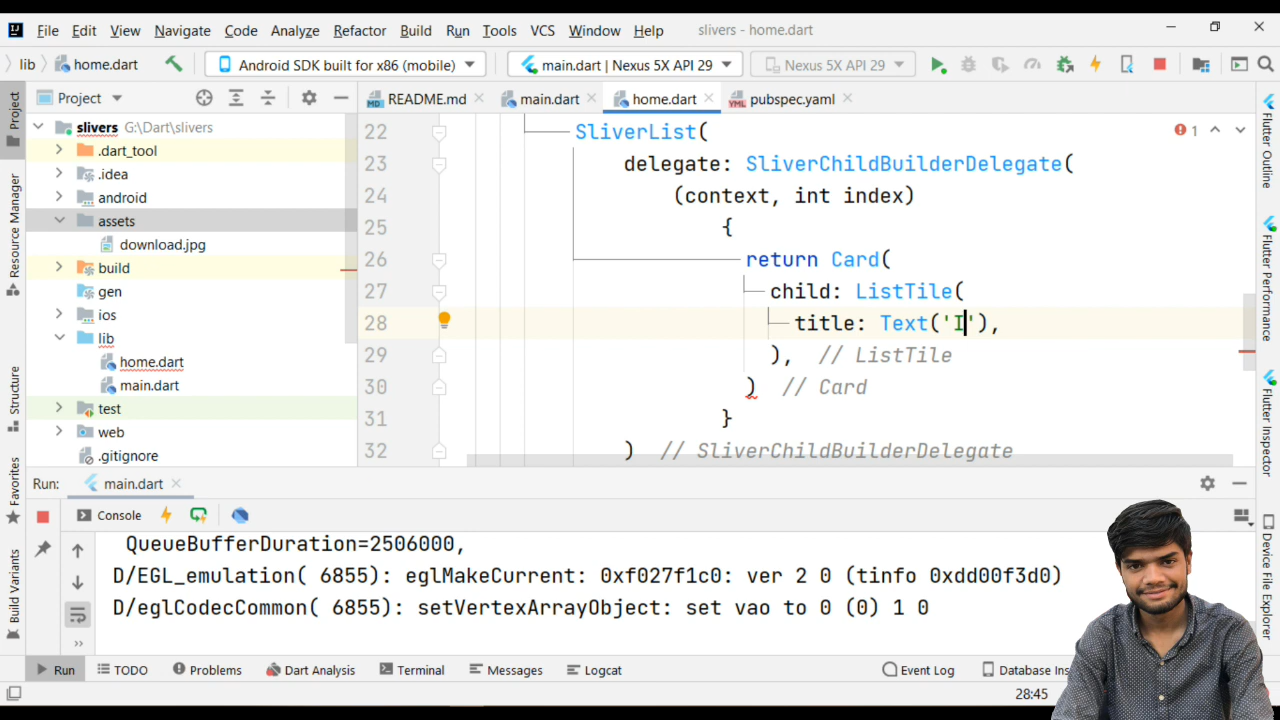 File Edit View Navigate Code Analyze Refactor Build Run Tools VCS Window Help slivers - home.dart
lib home.dart Android SDK built for x86 (mobile) main.dart | Nexus 5X API 29 Nexus 5X API 29
Project
Resource Manager
Structure
Favorites
Build Variants
Project
slivers G:\Dart\slivers
.dart_tool
.idea
android
assets
download.jpg
build
gen
ios
lib
home.dart
main.dart
test
web
.gitignore
README.md main.dart home.dart pubspec.yaml
1
22 SliverList(
23 delegate: SliverChildBuilderDelegate(
24 (context, int index)
25 {
26 return Card(
27 child: ListTile(
28 title: Text('I'),
29 ), // ListTile
30 ) // Card
31 }
32 ) // SliverChildBuilderDelegate
Flutter Outline
Flutter Performance
Flutter Inspector
Device File Explorer
Run: main.dart
Console
QueueBufferDuration=2506000,
D/EGL_emulation( 6855): eglMakeCurrent: 0xf027f1c0: ver 2 0 (tinfo 0xdd00f3d0)
D/eglCodecCommon( 6855): setVertexArrayObject: set vao to 0 (0) 1 0
Run TODO Problems Dart Analysis Terminal Messages Logcat Event Log Database Ins
28:45